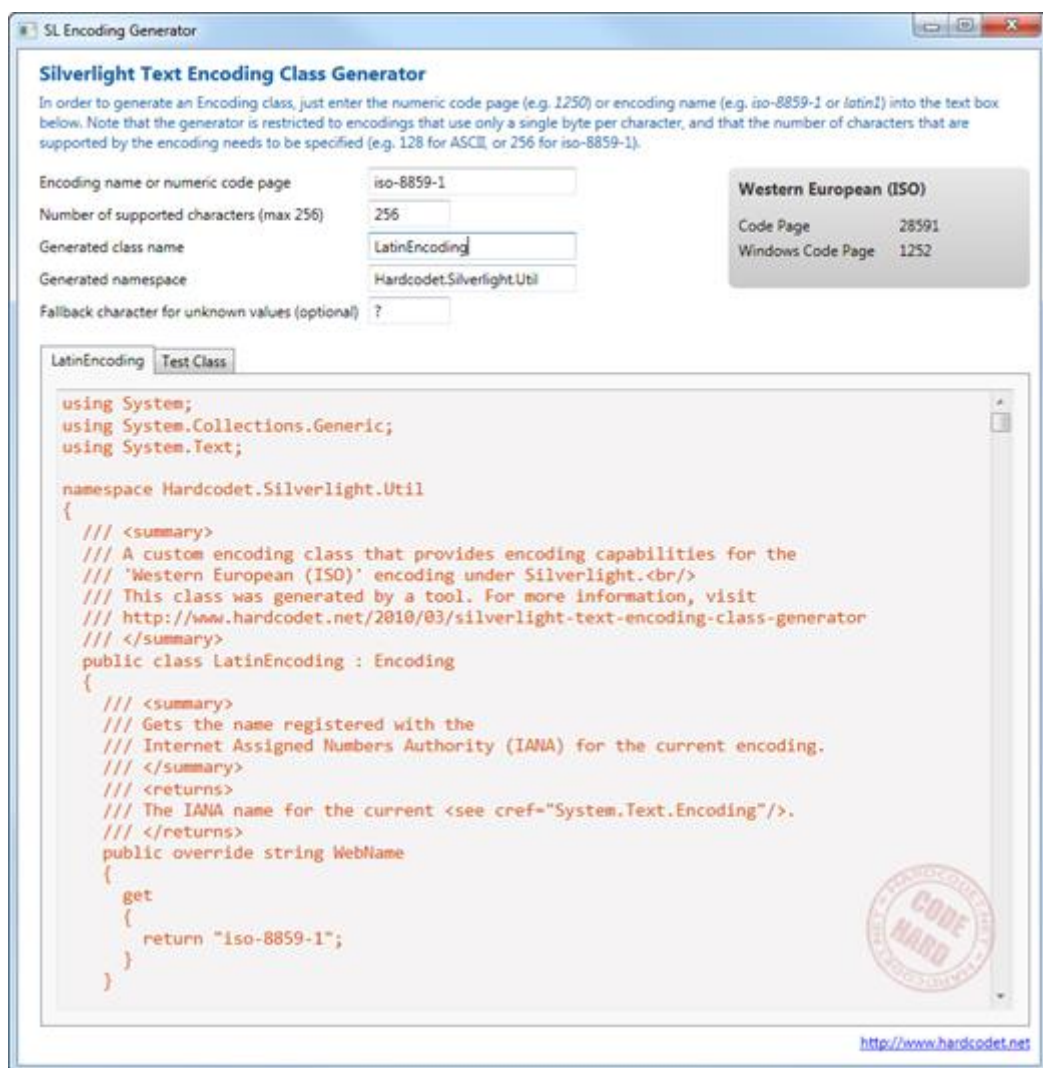 SL Encoding Generator
Silverlight Text Encoding Class Generator
In order to generate an Encoding class, just enter the numeric code page (e.g. 1250) or encoding name (e.g. iso-8859-1 or latin1) into the text box
below. Note that the generator is restricted to encodings that use only a single byte per character, and that the number of characters that are
supported by the encoding needs to be specified (e.g. 128 for ASCII, or 256 for iso-8859-1).
Encoding name or numeric code page iso-8859-1
Number of supported characters (max 256) 256
Generated class name LatinEncoding
Generated namespace Hardcodet.Silverlight.Util
Fallback character for unknown values (optional) ?
Western European (ISO)
Code Page 28591
Windows Code Page 1252
LatinEncoding Test Class
using System;
using System.Collections.Generic;
using System.Text;
namespace Hardcodet.Silverlight.Util
{
/// <summary>
/// A custom encoding class that provides encoding capabilities for the
/// 'Western European (ISO)' encoding under Silverlight.<br/>
/// This class was generated by a tool. For more information, visit
/// http://www.hardcodet.net/2010/03/silverlight-text-encoding-class-generator
/// </summary>
public class LatinEncoding : Encoding
{
/// <summary>
/// Gets the name registered with the
/// Internet Assigned Numbers Authority (IANA) for the current encoding.
/// </summary>
/// <returns>
/// The IANA name for the current <see cref="System.Text.Encoding"/>.
/// </returns>
public override string WebName
{
get
{
return "iso-8859-1";
}
}
HARDCODET.NET
CODE
HARD
http://www.hardcodet.net